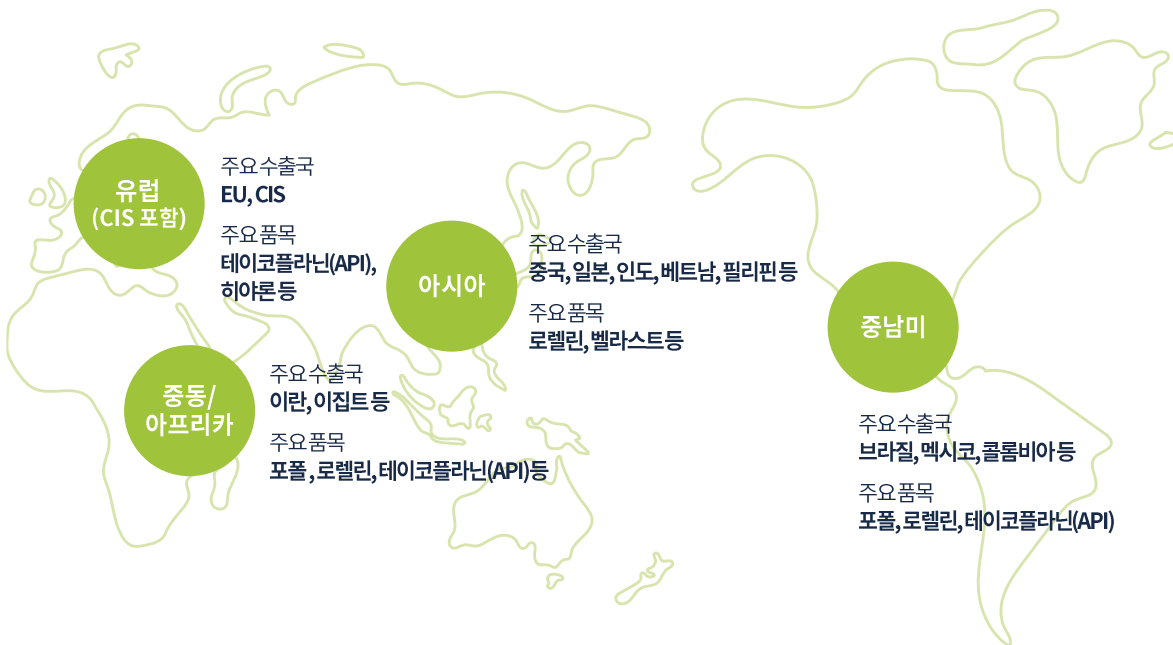 유럽
(CIS 포함)
주요 수출국
EU, CIS
주요 품목
테이코플라닌(API),
히야론 등
아시아
주요 수출국
중국, 일본, 인도, 베트남, 필리핀 등
주요 품목
로렐린, 벨라스트 등
중동/
아프리카
주요 수출국
이란, 이집트 등
주요 품목
포폴, 로렐린, 테이코플라닌(API)등
중남미
주요 수출국
브라질, 멕시코, 콜롬비아 등
주요 품목
포폴, 로렐린, 테이코플라닌(API)